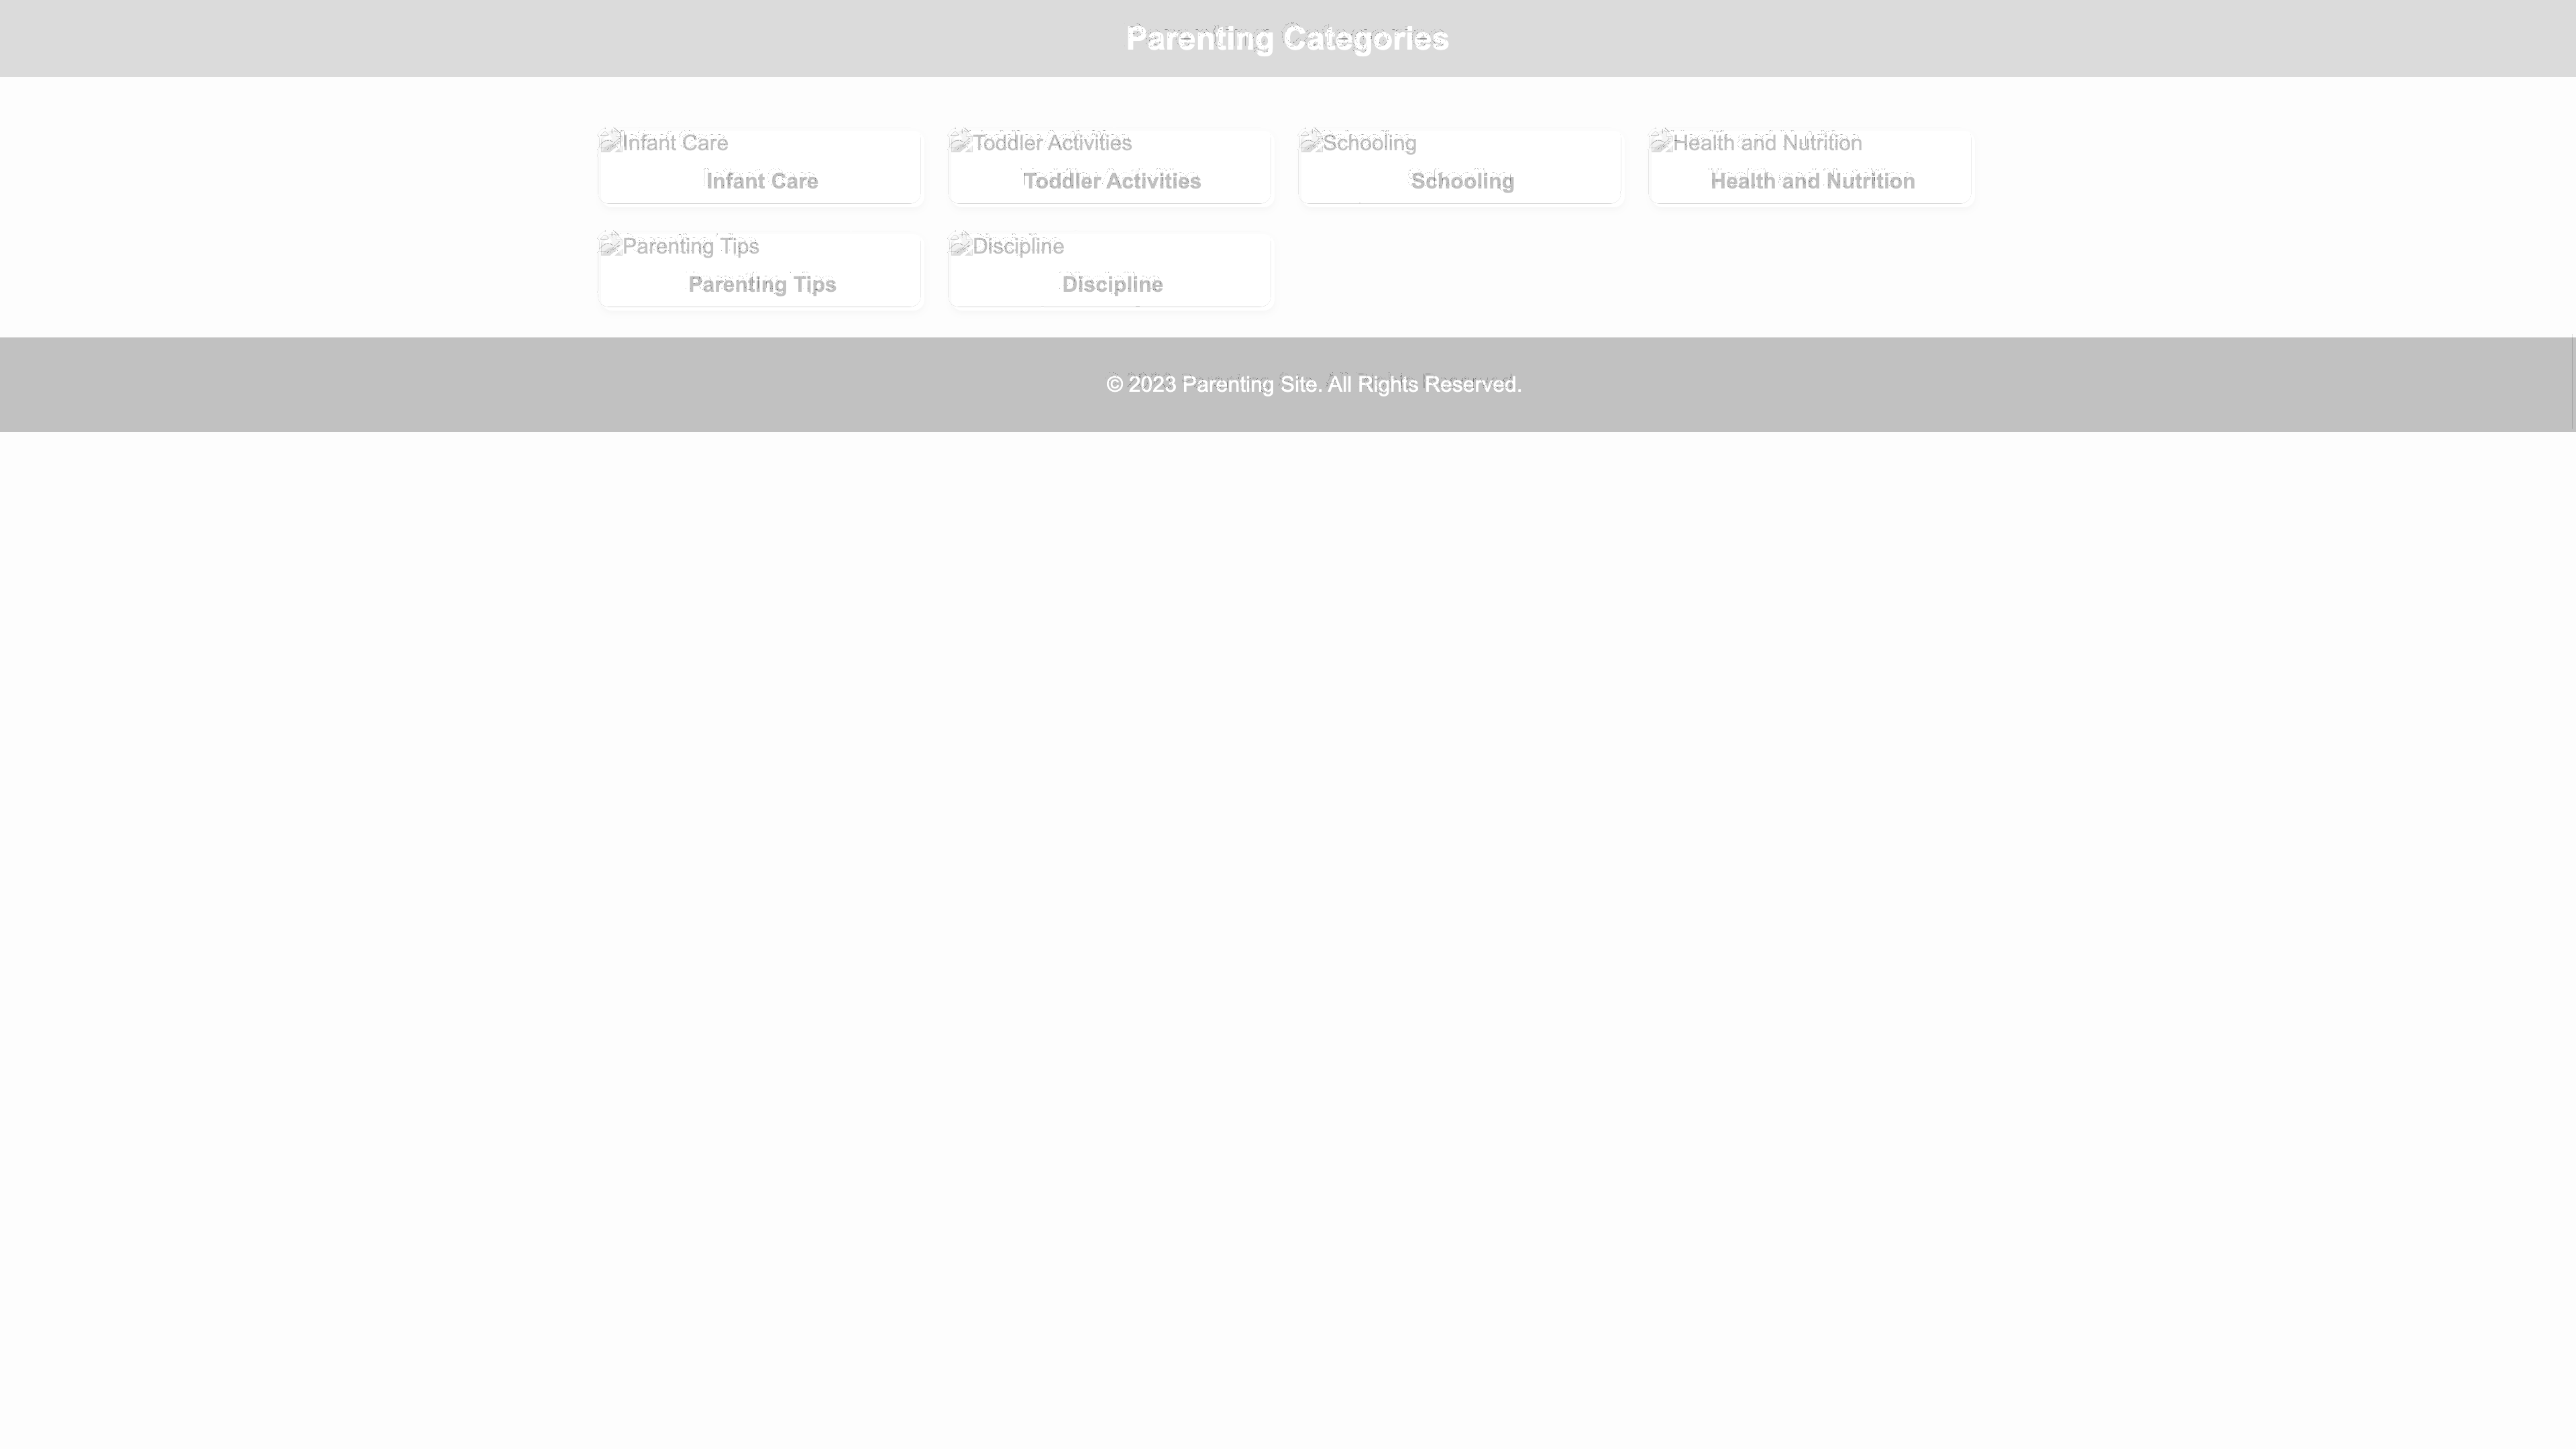 Parenting Categories
Infant Care Toddler Activities Schooling Health and Nutrition
Infant Care Toddler Activities Schooling Health and Nutrition
Parenting Tips Discipline
Parenting Tips Discipline
© 2023 Parenting Site. All Rights Reserved.